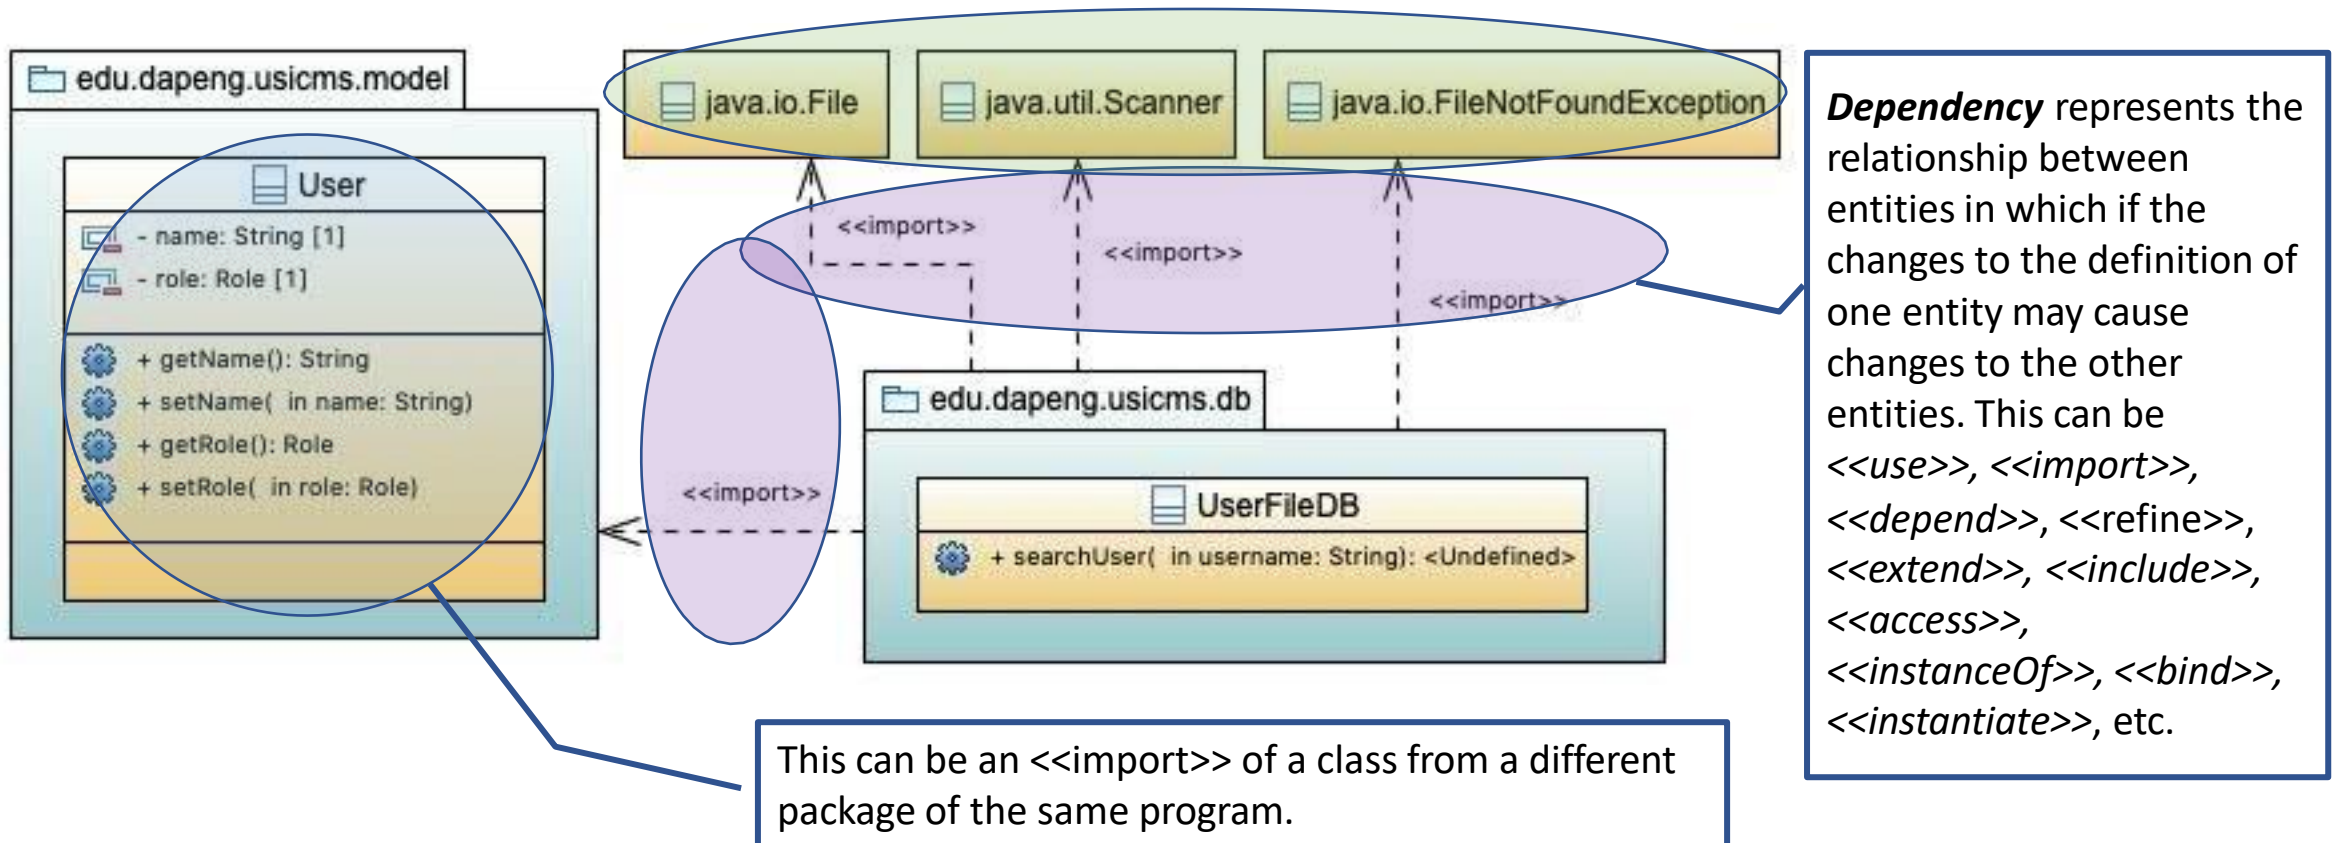 edu.dapeng.usicms.model
User
- name: String [1]
- role: Role [1]
+ getName(): String
+ setName( in name: String)
+ getRole(): Role
+ setRole( in role: Role)
java.io.File
java.util.Scanner
java.io.FileNotFoundException
<<import>>
<<import>>
<<import>>
<<import>>
edu.dapeng.usicms.db
UserFileDB
+ searchUser( in username: String): <Undefined>
Dependency represents the
relationship between
entities in which if the
changes to the definition of
one entity may cause
changes to the other
entities. This can be
<<use>>, <<import>>,
<<depend>>, <<refine>>,
<<extend>>, <<include>>,
<<access>>,
<<instanceOf>>, <<bind>>,
<<instantiate>>, etc.
This can be an <<import>> of a class from a different
package of the same program.